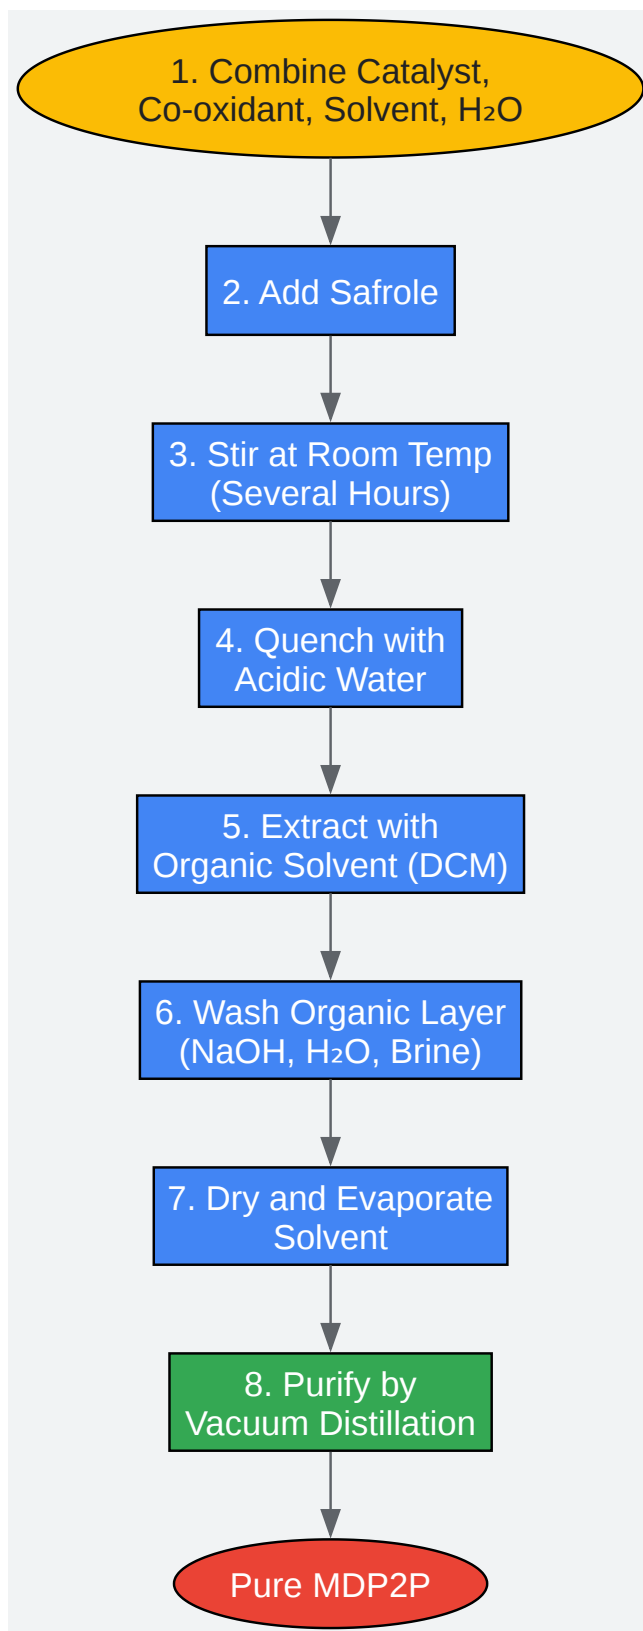 1. Combine Catalyst,
Co-oxidant, Solvent, H₂O
2. Add Safrole
3. Stir at Room Temp
(Several Hours)
4. Quench with
Acidic Water
5. Extract with
Organic Solvent (DCM)
6. Wash Organic Layer
(NaOH, H₂O, Brine)
7. Dry and Evaporate
Solvent
8. Purify by
Vacuum Distillation
Pure MDP2P